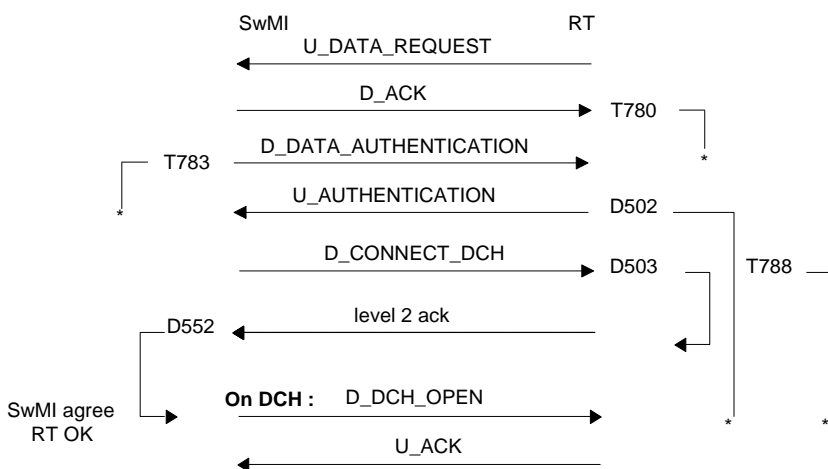 SwMI RT
U_DATA_REQUEST
D_ACK T780
*
T783 D_DATA_AUTHENTICATION
*
U_AUTHENTICATION D502
D_CONNECT_DCH D503 T788
D552 level 2 ack
SwMI agree
RT OK
On DCH : D_DCH_OPEN
* *
U_ACK